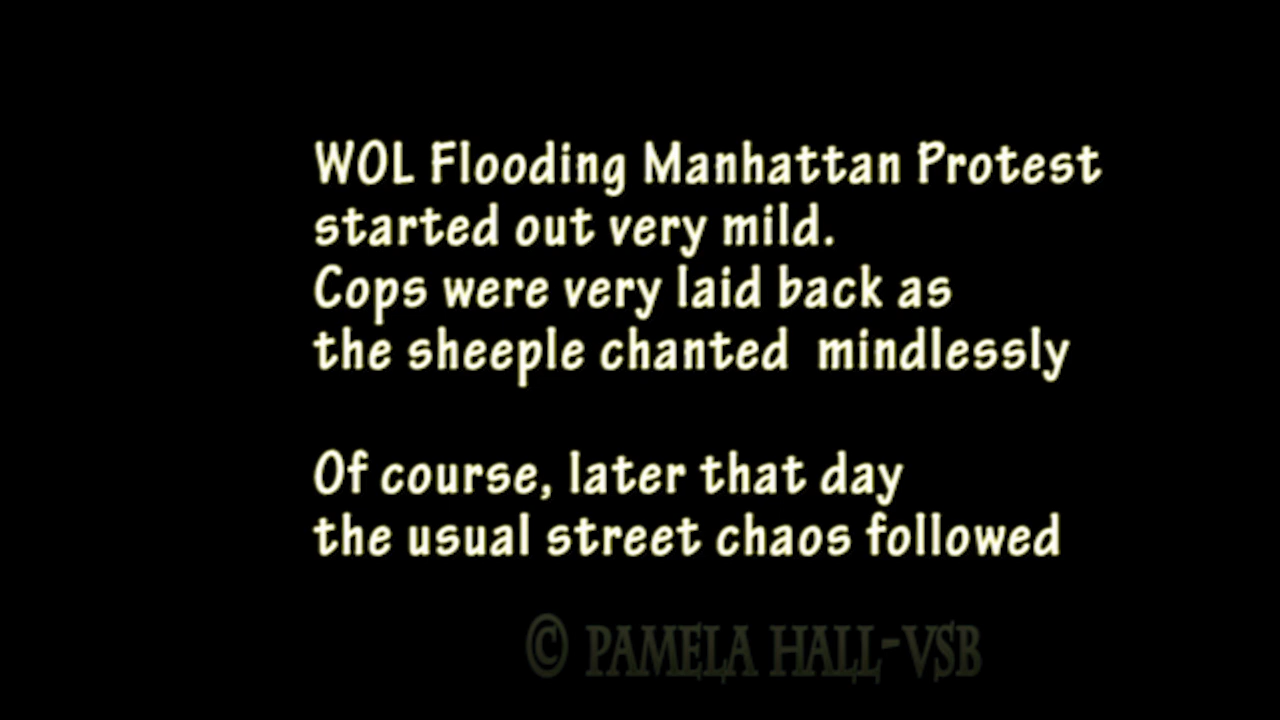 WOL Flooding Manhattan Protest
started out very mild.
Cops were very laid back as
the sheeple chanted  mindlessly
Of course, later that day
the usual street chaos followed
© PAMELA HALL-VSB